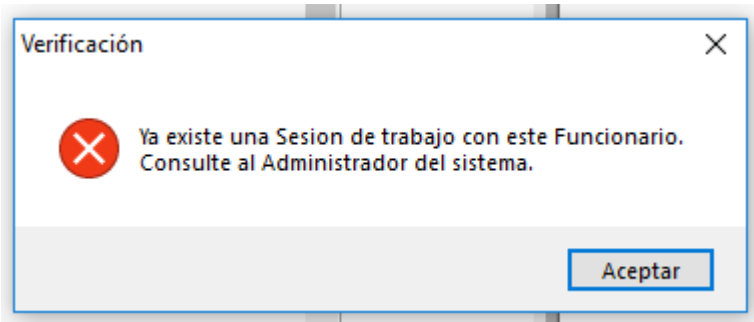 Verificación
Ya existe una Sesion de trabajo con este Funcionario.
Consulte al Administrador del sistema.
Aceptar